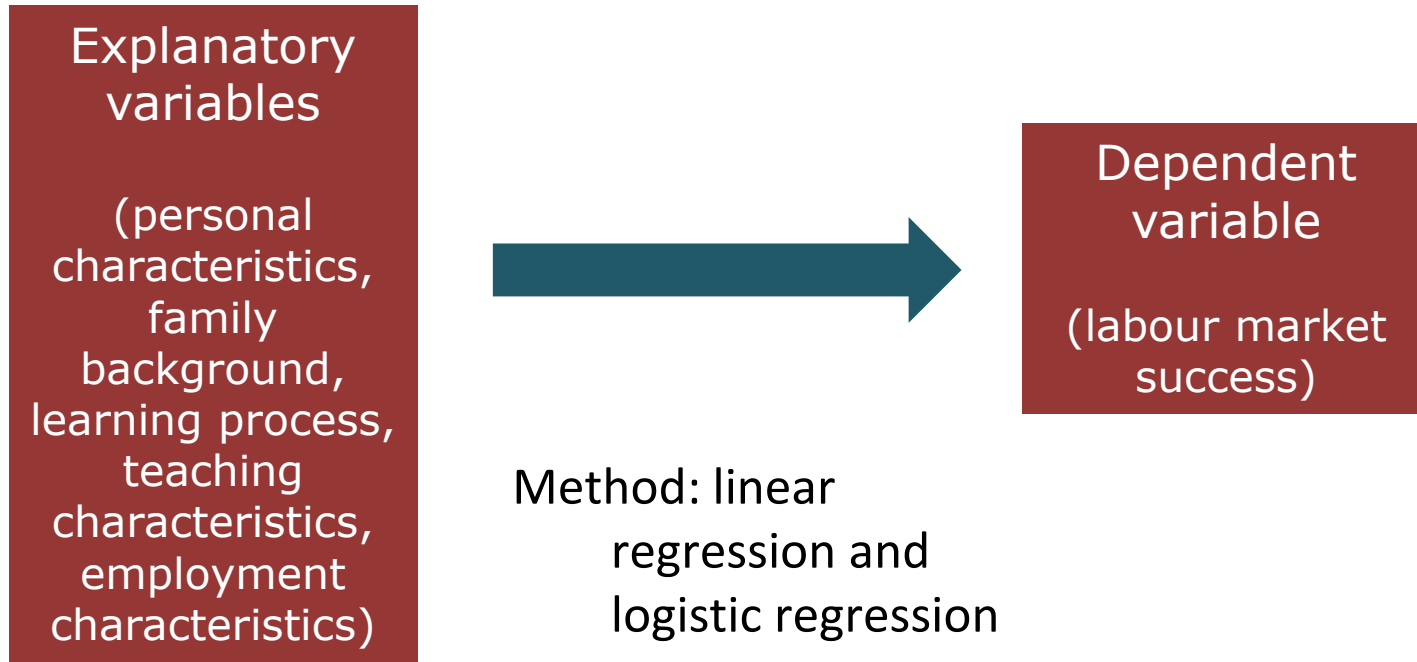 Explanatory
variables
(personal
characteristics,
family
background,
learning process,
teaching
characteristics,
employment
characteristics)
Method: linear
regression and
logistic regression
Dependent
variable
(labour market
success)